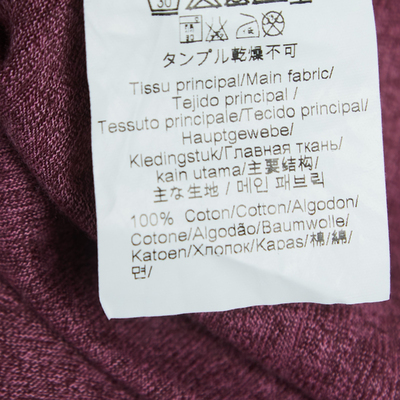 30
タンブル乾燥不可
Tissu principal/Main fabric/
Tejido principal /
Tessuto principale/Tecido principal/
Hauptgewebe/
Kledingstuk/Главная ткань/
kain utama/主要结构/
主な生地 / 메인 패브릭
100% Coton/Cotton/Algodon/
Cotone/Algodão/Baumwolle/
Katoen/Хлопок/Kapas/棉/綿/
면/